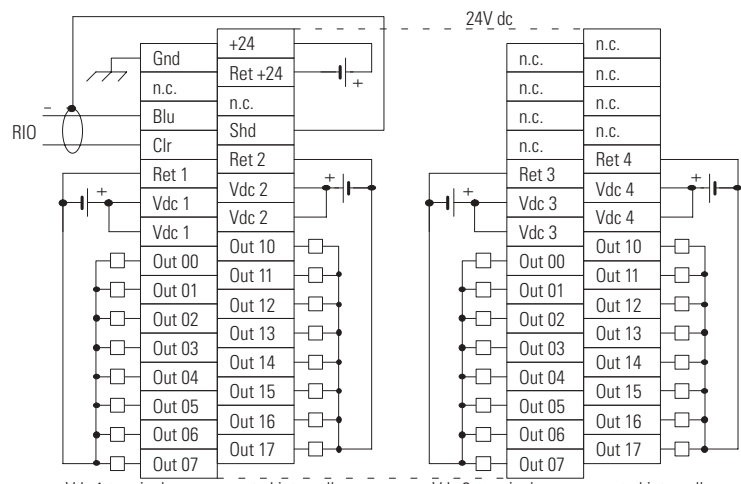 24V dc
+24
Gnd
Ret +24
n.c.
n.c.
Blu
Shd
Clr
Ret 2
Ret 1
Vdc 2
Vdc 1
Vdc 2
Vdc 1
Out 10
Out 00
Out 11
Out 01
Out 12
Out 02
Out 13
Out 03
Out 14
Out 04
Out 15
Out 05
Out 16
Out 06
Out 17
Out 07
+
–
RIO
+
+
n.c.
n.c.
n.c.
n.c.
n.c.
n.c.
n.c.
n.c.
Ret 4
Ret 3
Vdc 4
Vdc 3
Vdc 4
Vdc 3
Out 10
Out 00
Out 11
Out 01
Out 12
Out 02
Out 13
Out 03
Out 14
Out 04
Out 15
Out 05
Out 16
Out 06
Out 17
Out 07
+
+